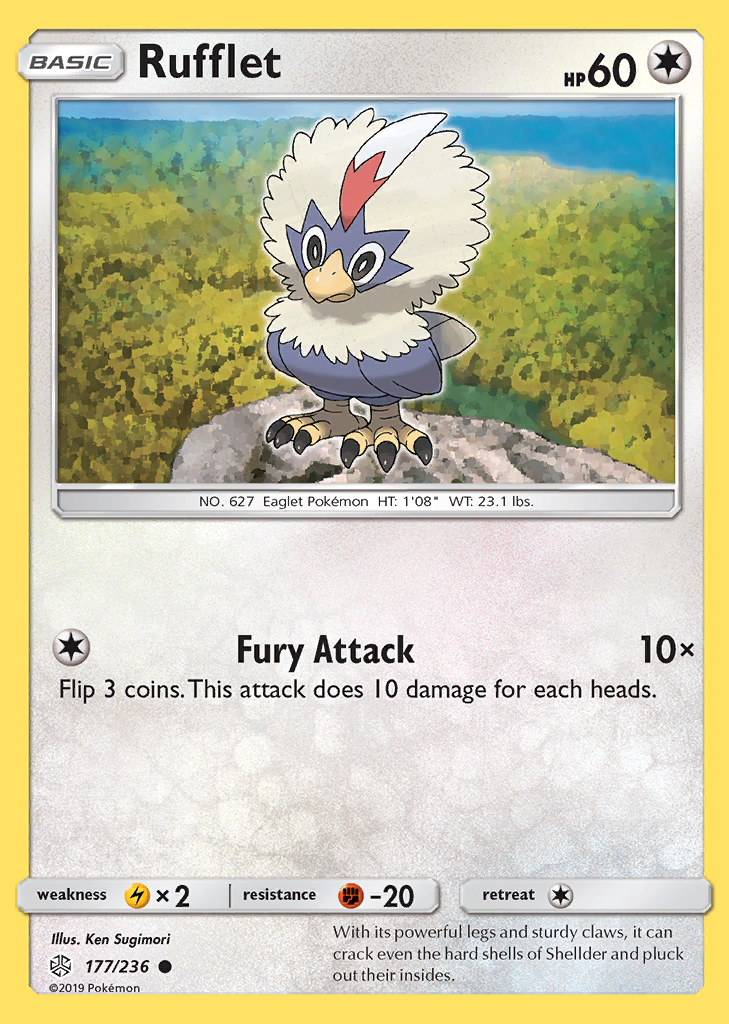 BASIC Rufflet HP60
NO. 627 Eaglet Pokémon HT: 1'08" WT: 23.1 lbs.
Fury Attack 10×
Flip 3 coins. This attack does 10 damage for each heads.
weakness ×2 resistance -20 retreat
Illus. Ken Sugimori
177/236
©2019 Pokémon
With its powerful legs and sturdy claws, it can
crack even the hard shells of Shellder and pluck
out their insides.